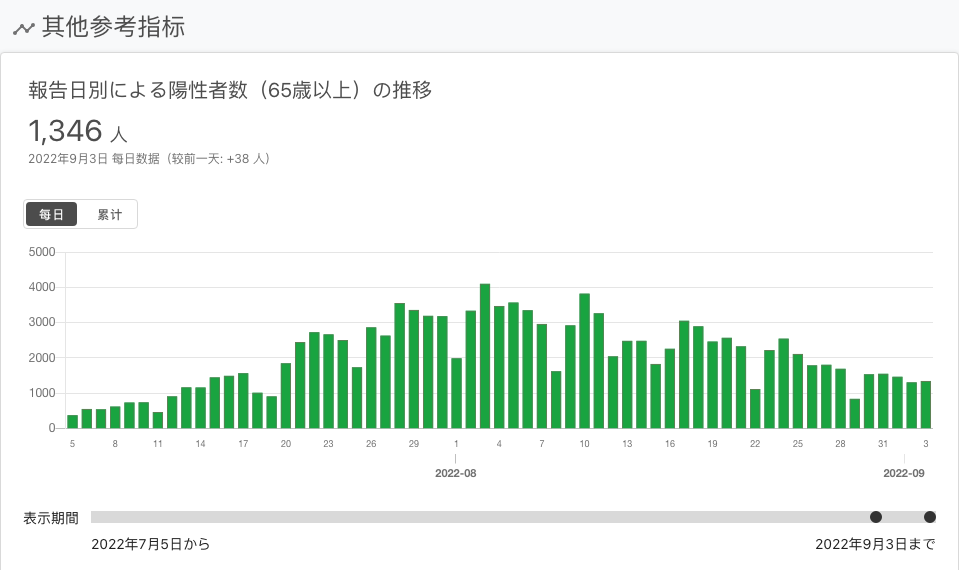 其他参考指标
報告日別による陽性者数（65歳以上）の推移
1,346 人
2022年9月3日 每日数据（较前一天: +38 人）
每日 累计
5000
4000
3000
2000
1000
0
5 8 11 14 17 20 23 26 29 1 4 7 10 13 16 19 22 25 28 31 3
2022-08 2022-09
表示期間
2022年7月5日から 2022年9月3日まで